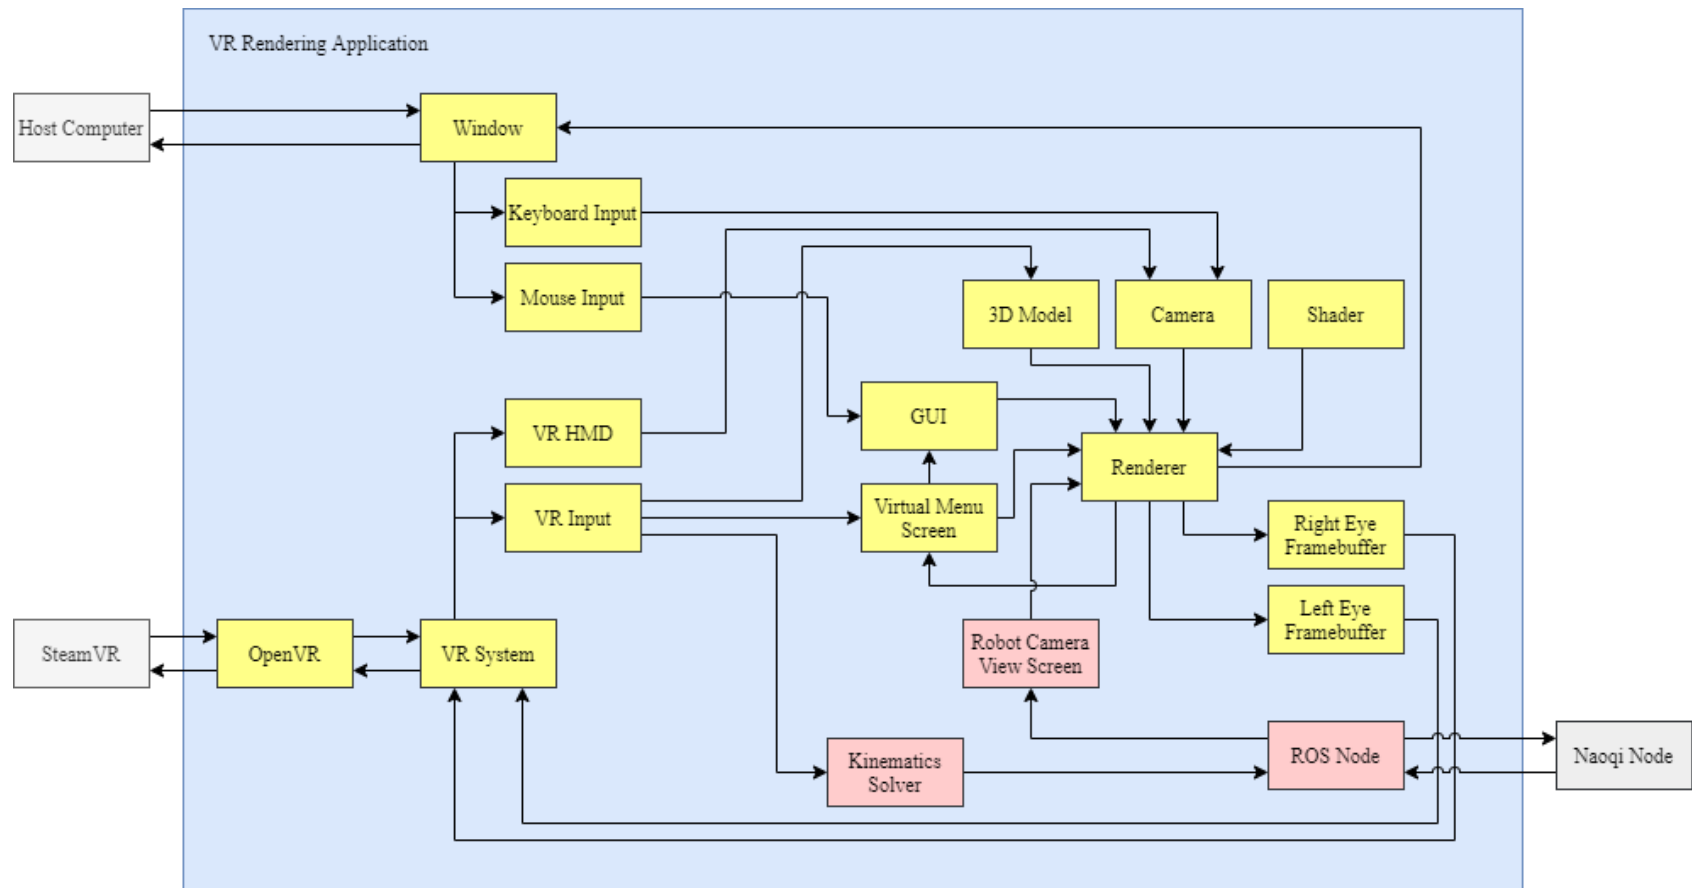 VR Rendering Application
Host Computer
Window
Keyboard Input
Mouse Input
3D Model
Camera
Shader
VR HMD
GUI
Renderer
VR Input
Virtual Menu
Screen
Right Eye
Framebuffer
Left Eye
Framebuffer
SteamVR
OpenVR
VR System
Robot Camera
View Screen
Kinematics
Solver
ROS Node
Naoqi Node